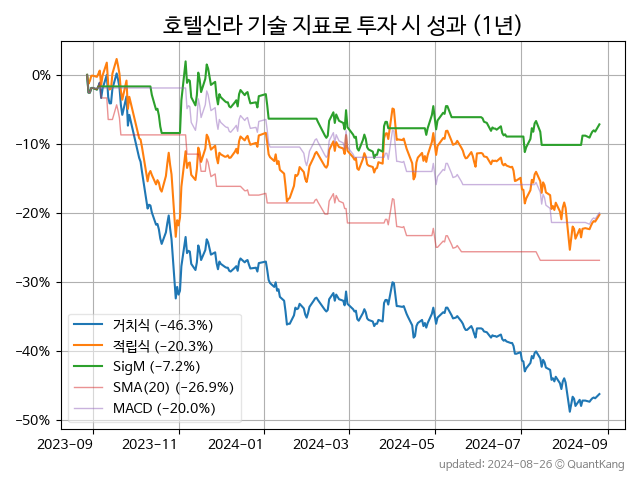 호텔신라 기술 지표로 투자 시 성과 (1년)
0%
−10%
−20%
−30%
−40%
−50%
거치식 (−46.3%)
적립식 (−20.3%)
SigM (−7.2%)
SMA(20) (−26.9%)
MACD (−20.0%)
2023-09
2023-11
2024-01
2024-03
2024-05
2024-07
2024-09
updated: 2024-08-26 © QuantKang